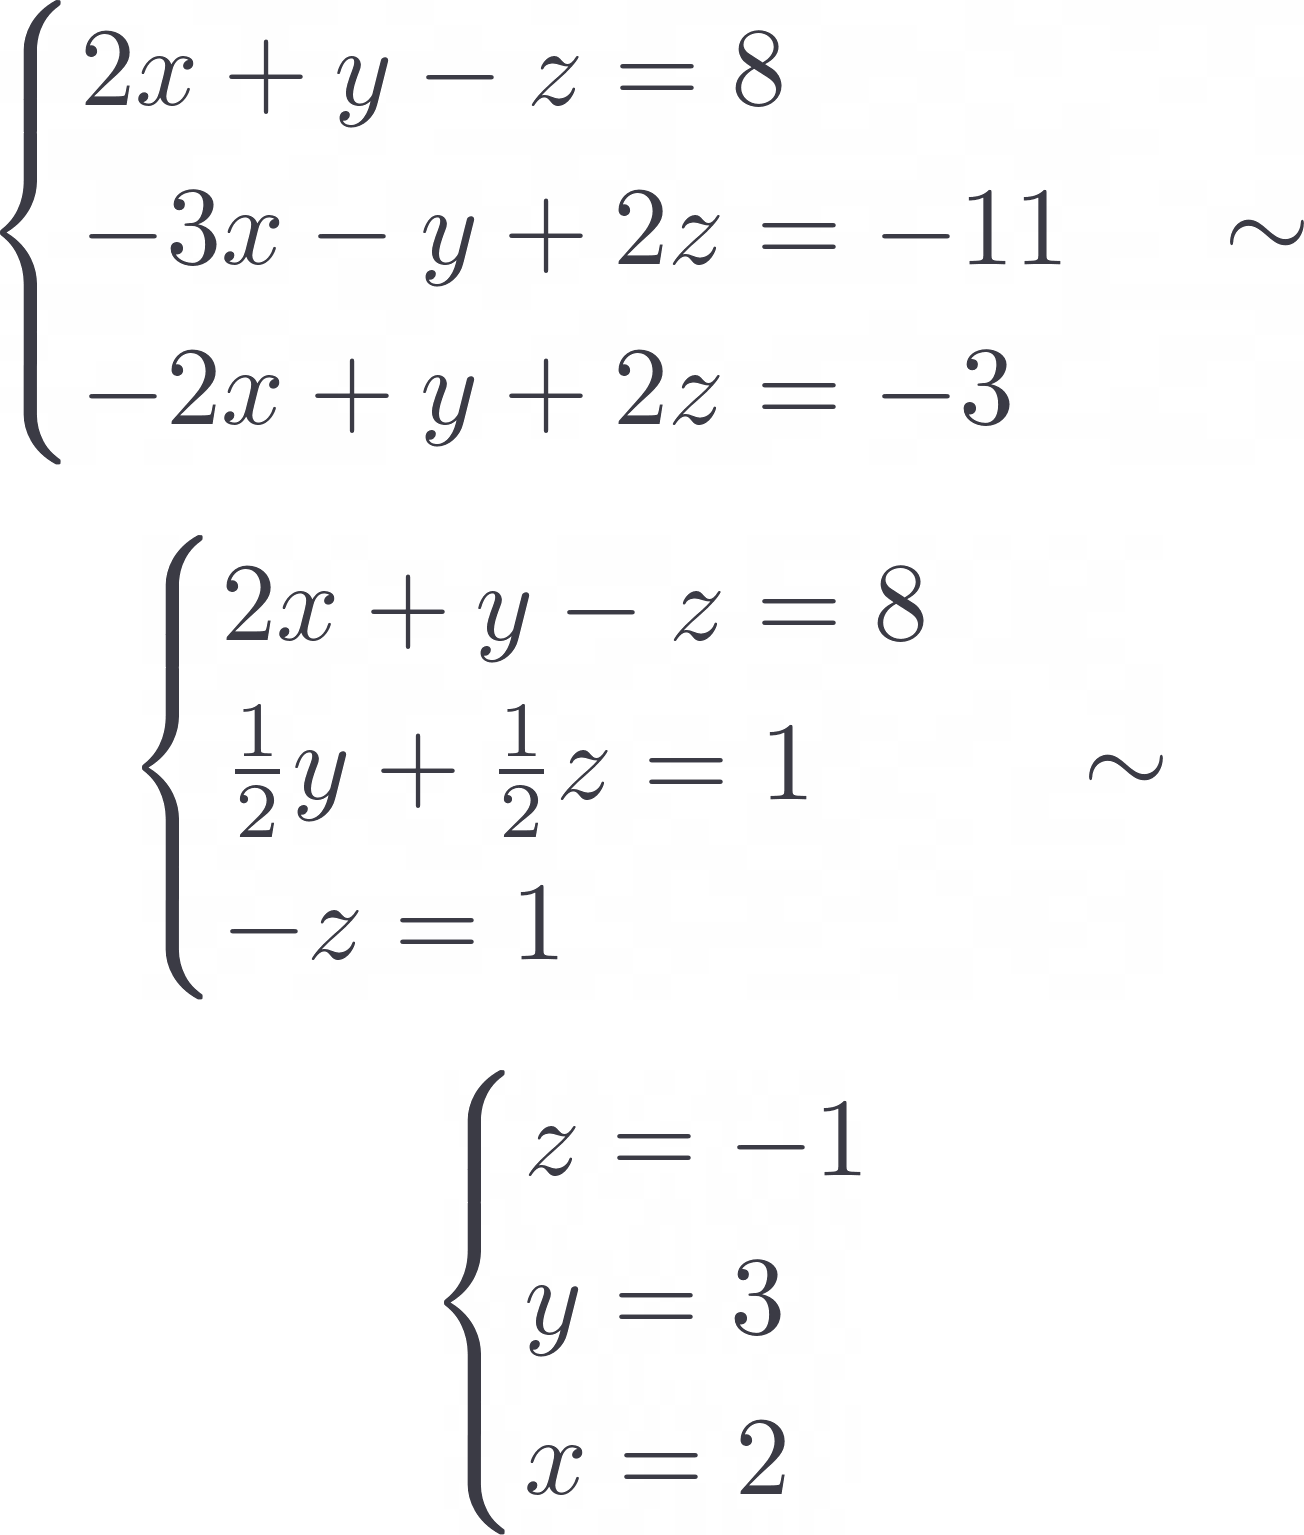 2x + y − z = 8
−3x − y + 2z = −11 ∼
−2x + y + 2z = −3
2x + y − z = 8
½y + ½z = 1 ∼
−z = 1
z = −1
y = 3
x = 2